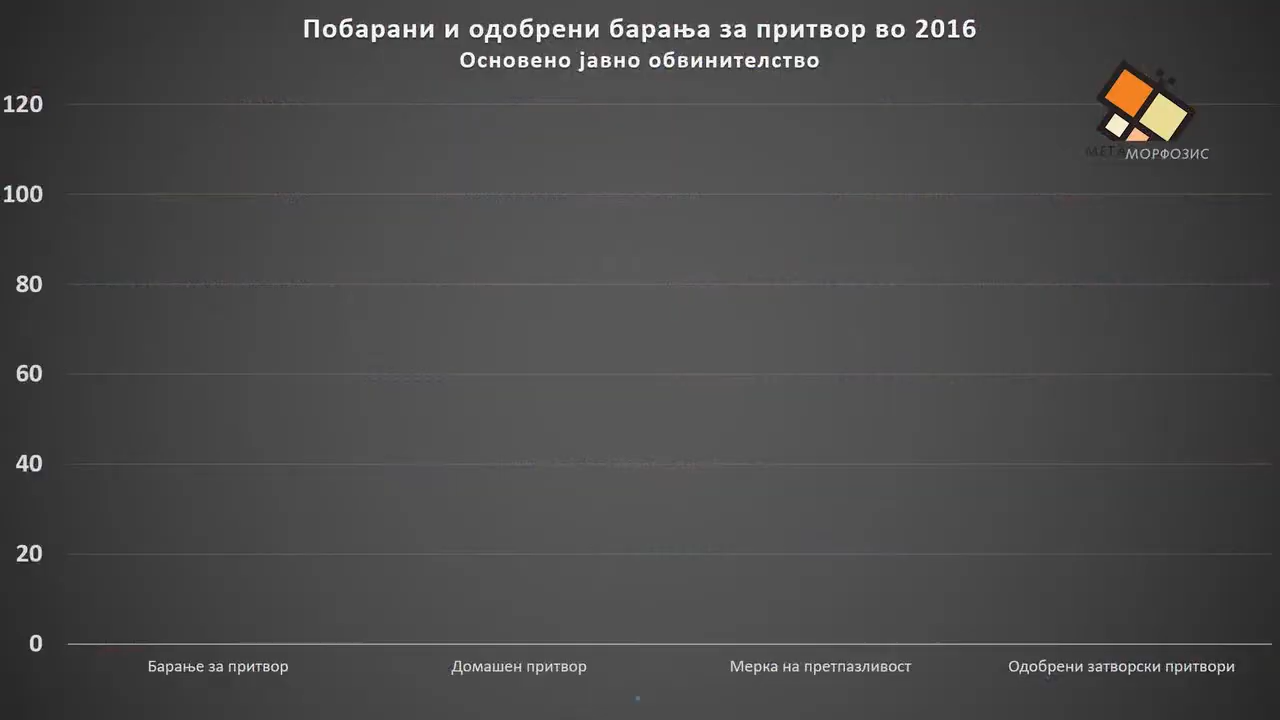 Побарани и одобрени барања за притвор во 2016
Основено јавно обвинителство
МЕТАМОРФОЗИС
120
100
80
60
40
20
0
Барање за притвор
Домашен притвор
Мерка на претпазливост
Одобрени затворски притвори